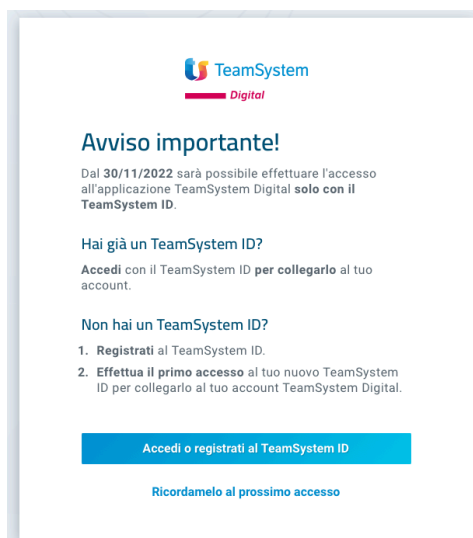 TeamSystem
Digital
Avviso importante!
Dal 30/11/2022 sarà possibile effettuare l'accesso
all'applicazione TeamSystem Digital solo con il
TeamSystem ID.
Hai già un TeamSystem ID?
Accedi con il TeamSystem ID per collegarlo al tuo
account.
Non hai un TeamSystem ID?
1. Registrati al TeamSystem ID.
2. Effettua il primo accesso al tuo nuovo TeamSystem
ID per collegarlo al tuo account TeamSystem Digital.
Accedi o registrati al TeamSystem ID
Ricordamelo al prossimo accesso